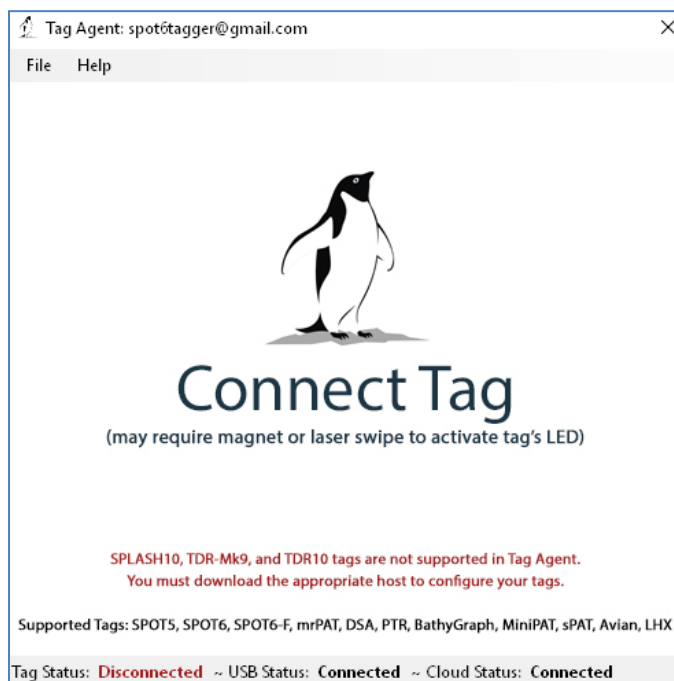 Tag Agent: spot6tagger@gmail.com
File Help
Connect Tag
(may require magnet or laser swipe to activate tag's LED)
SPLASH10, TDR-Mk9, and TDR10 tags are not supported in Tag Agent.
You must download the appropriate host to configure your tags.
Supported Tags: SPOT5, SPOT6, SPOT6-F, mrPAT, DSA, PTR, BathyGraph, MiniPAT, sPAT, Avian, LHX
Tag Status: Disconnected ~ USB Status: Connected ~ Cloud Status: Connected